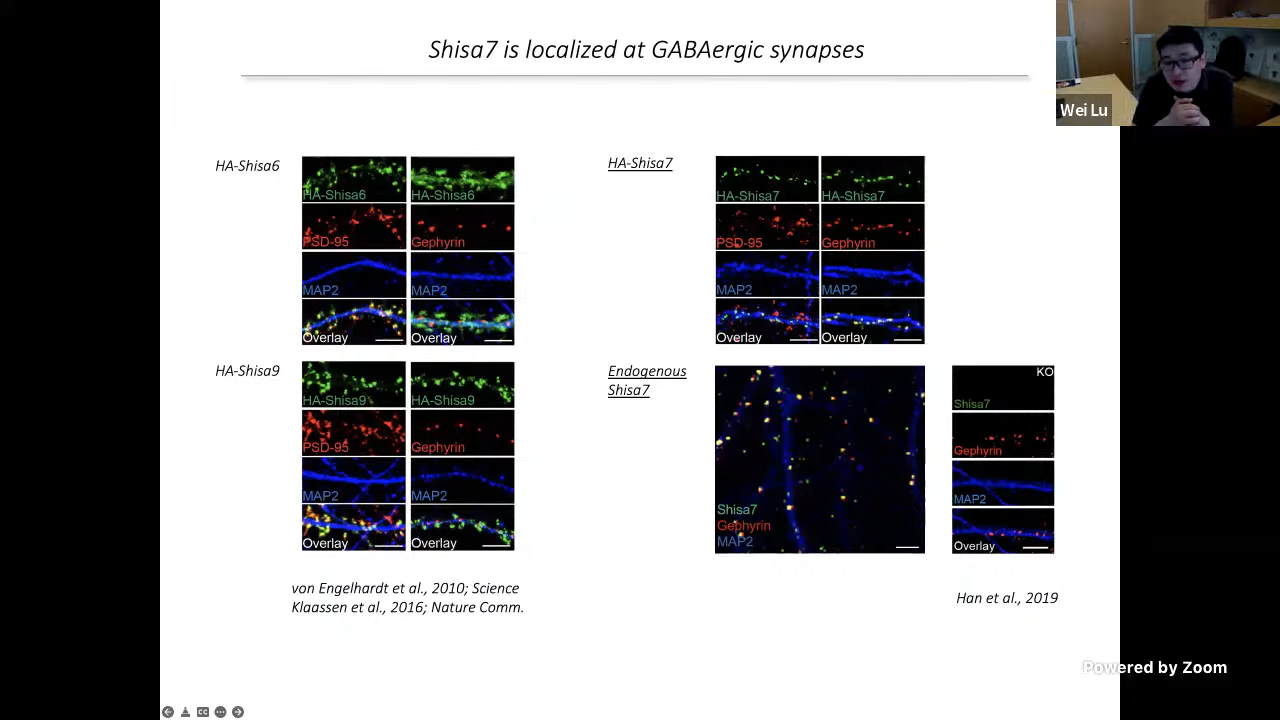 Shisa7 is localized at GABAergic synapses
Wei Lu
HA-Shisa6
HA-Shisa6
HA-Shisa6
PSD-95
Gephyrin
MAP2
MAP2
Overlay
Overlay
HA-Shisa9
HA-Shisa9
HA-Shisa9
PSD-95
Gephyrin
MAP2
MAP2
Overlay
Overlay
von Engelhardt et al., 2010; Science
Klaassen et al., 2016; Nature Comm.
HA-Shisa7
HA-Shisa7
HA-Shisa7
PSD-95
Gephyrin
MAP2
MAP2
Overlay
Overlay
Endogenous
Shisa7
Shisa7
Gephyrin
MAP2
KO
Shisa7
Gephyrin
MAP2
Overlay
Han et al., 2019
Powered by Zoom
CC